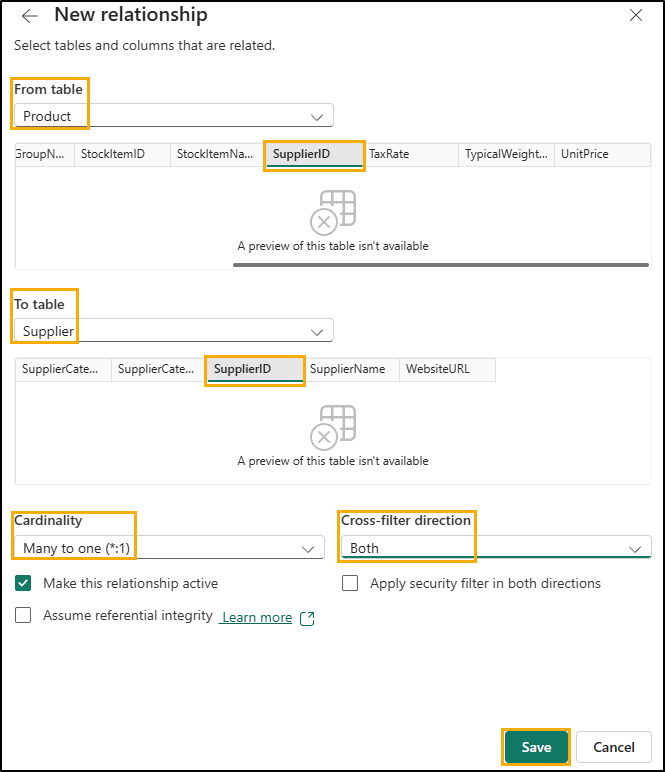 New relationship
Select tables and columns that are related.
From table
Product
GroupN... StockItemID StockItemNa... SupplierID TaxRate TypicalWeight... UnitPrice
A preview of this table isn't available
To table
Supplier
SupplierCate... SupplierCate... SupplierID SupplierName WebsiteURL
A preview of this table isn't available
Cardinality Cross-filter direction
Many to one (*:1) Both
Make this relationship active Apply security filter in both directions
Assume referential integrity Learn more
Save Cancel